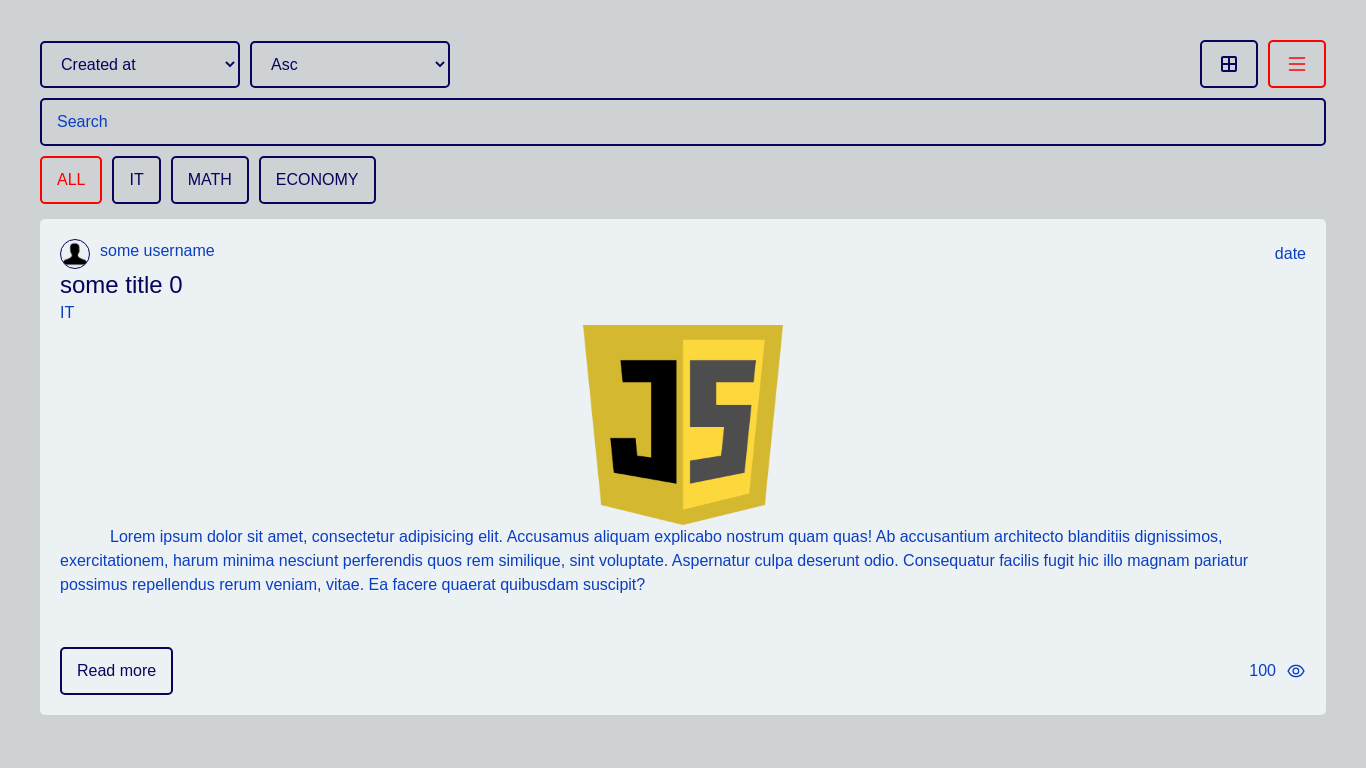 Created at
Asc
Search
ALL
IT
MATH
ECONOMY
some username
date
some title 0
IT
JS
Lorem ipsum dolor sit amet, consectetur adipisicing elit. Accusamus aliquam explicabo nostrum quam quas! Ab accusantium architecto blanditiis dignissimos,
exercitationem, harum minima nesciunt perferendis quos rem similique, sint voluptate. Aspernatur culpa deserunt odio. Consequatur facilis fugit hic illo magnam pariatur
possimus repellendus rerum veniam, vitae. Ea facere quaerat quibusdam suscipit?
Read more
100